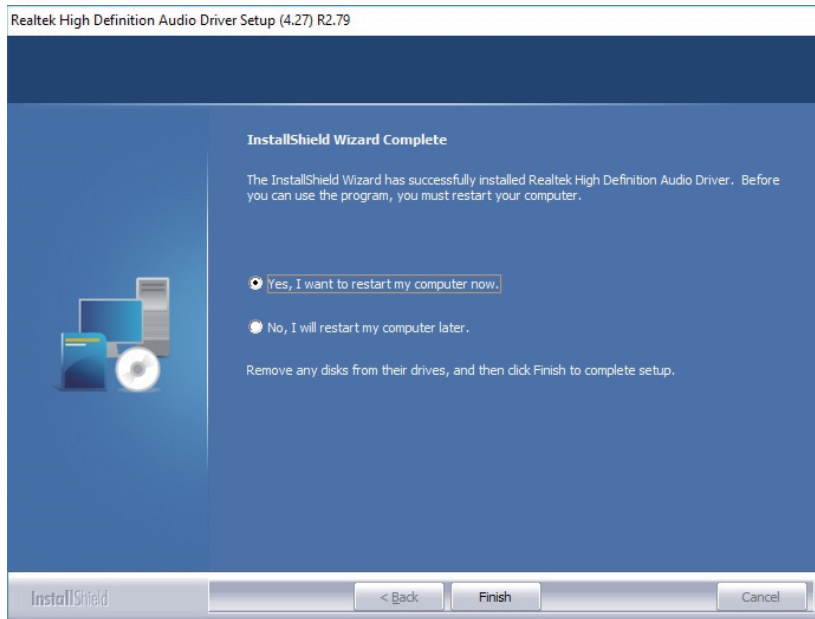 Realtek High Definition Audio Driver Setup (4.27) R2.79
InstallShield Wizard Complete
The InstallShield Wizard has successfully installed Realtek High Definition Audio Driver. Before
you can use the program, you must restart your computer.
Yes, I want to restart my computer now.
No, I will restart my computer later.
Remove any disks from their drives, and then click Finish to complete setup.
InstallShield
< Back
Finish
Cancel